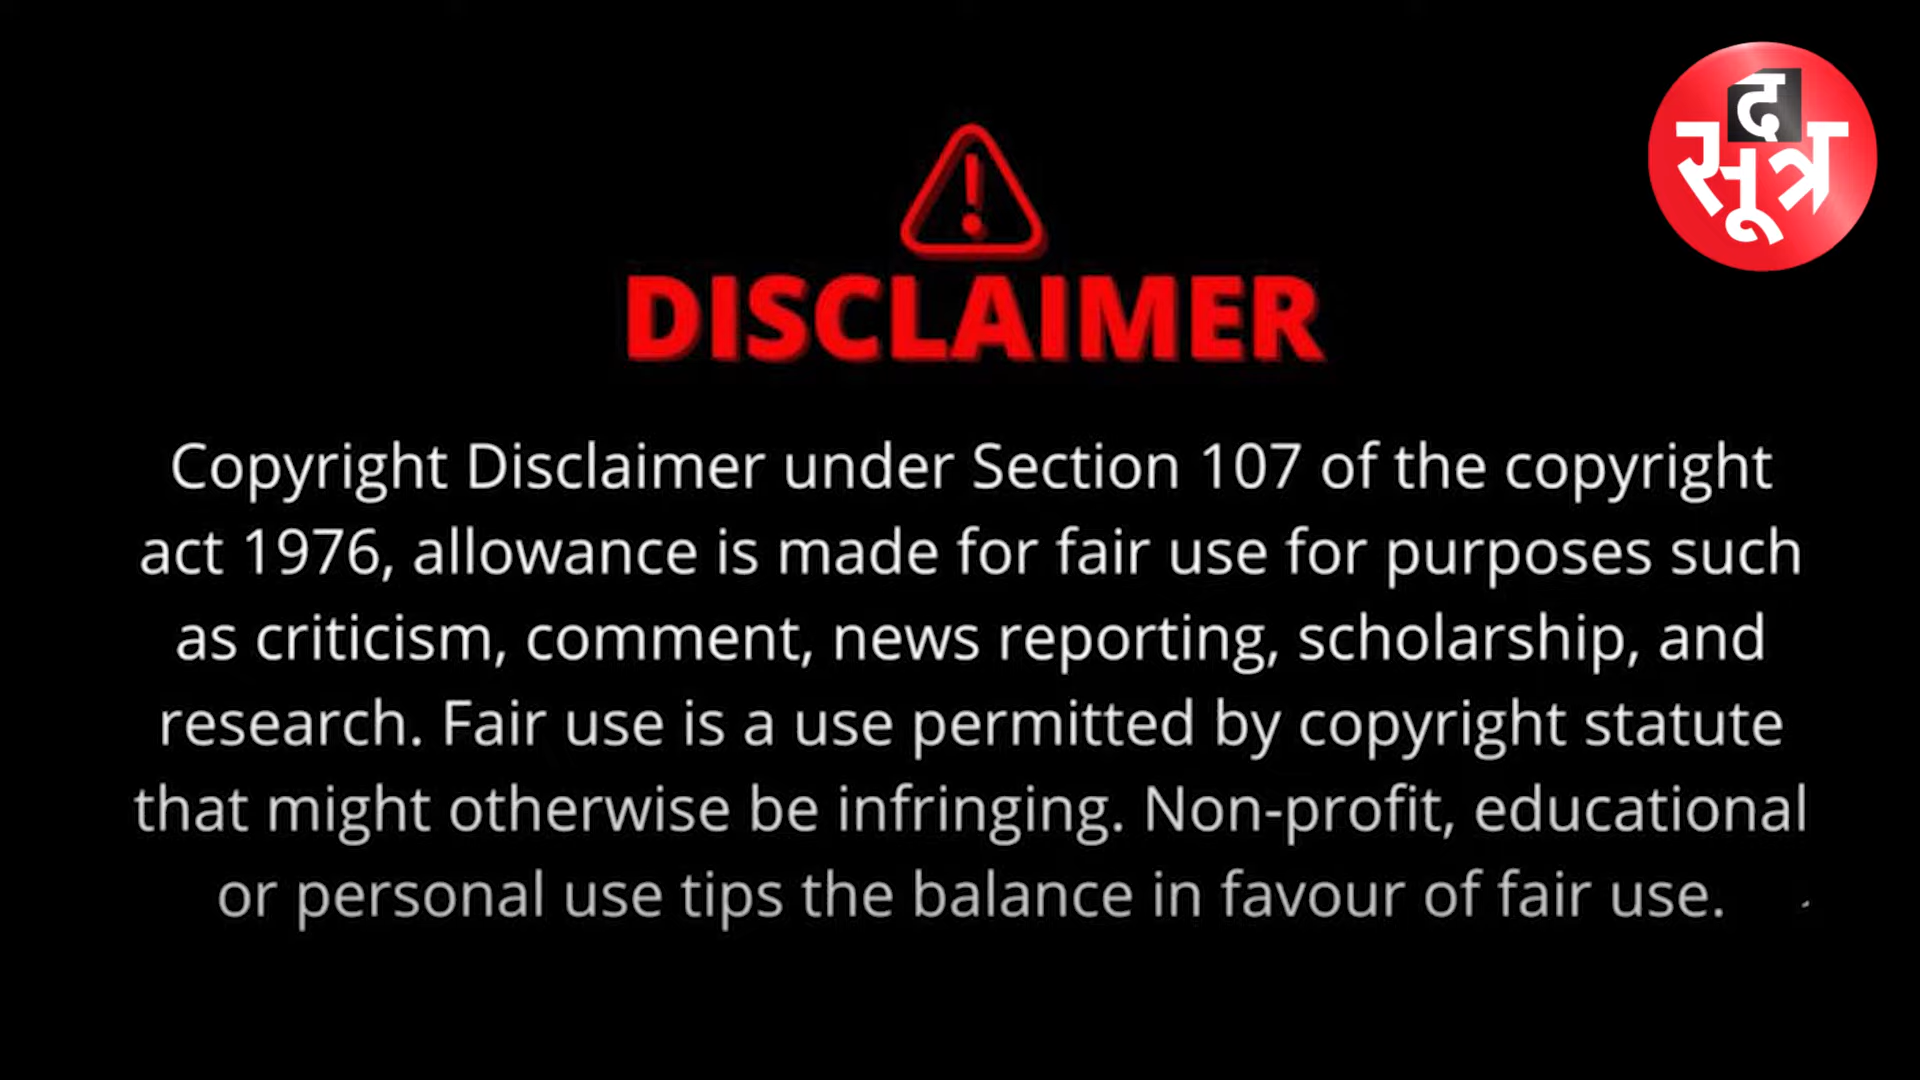 द
सूत्र
DISCLAIMER
Copyright Disclaimer under Section 107 of the copyright
act 1976, allowance is made for fair use for purposes such
as criticism, comment, news reporting, scholarship, and
research. Fair use is a use permitted by copyright statute
that might otherwise be infringing. Non-profit, educational
or personal use tips the balance in favour of fair use.